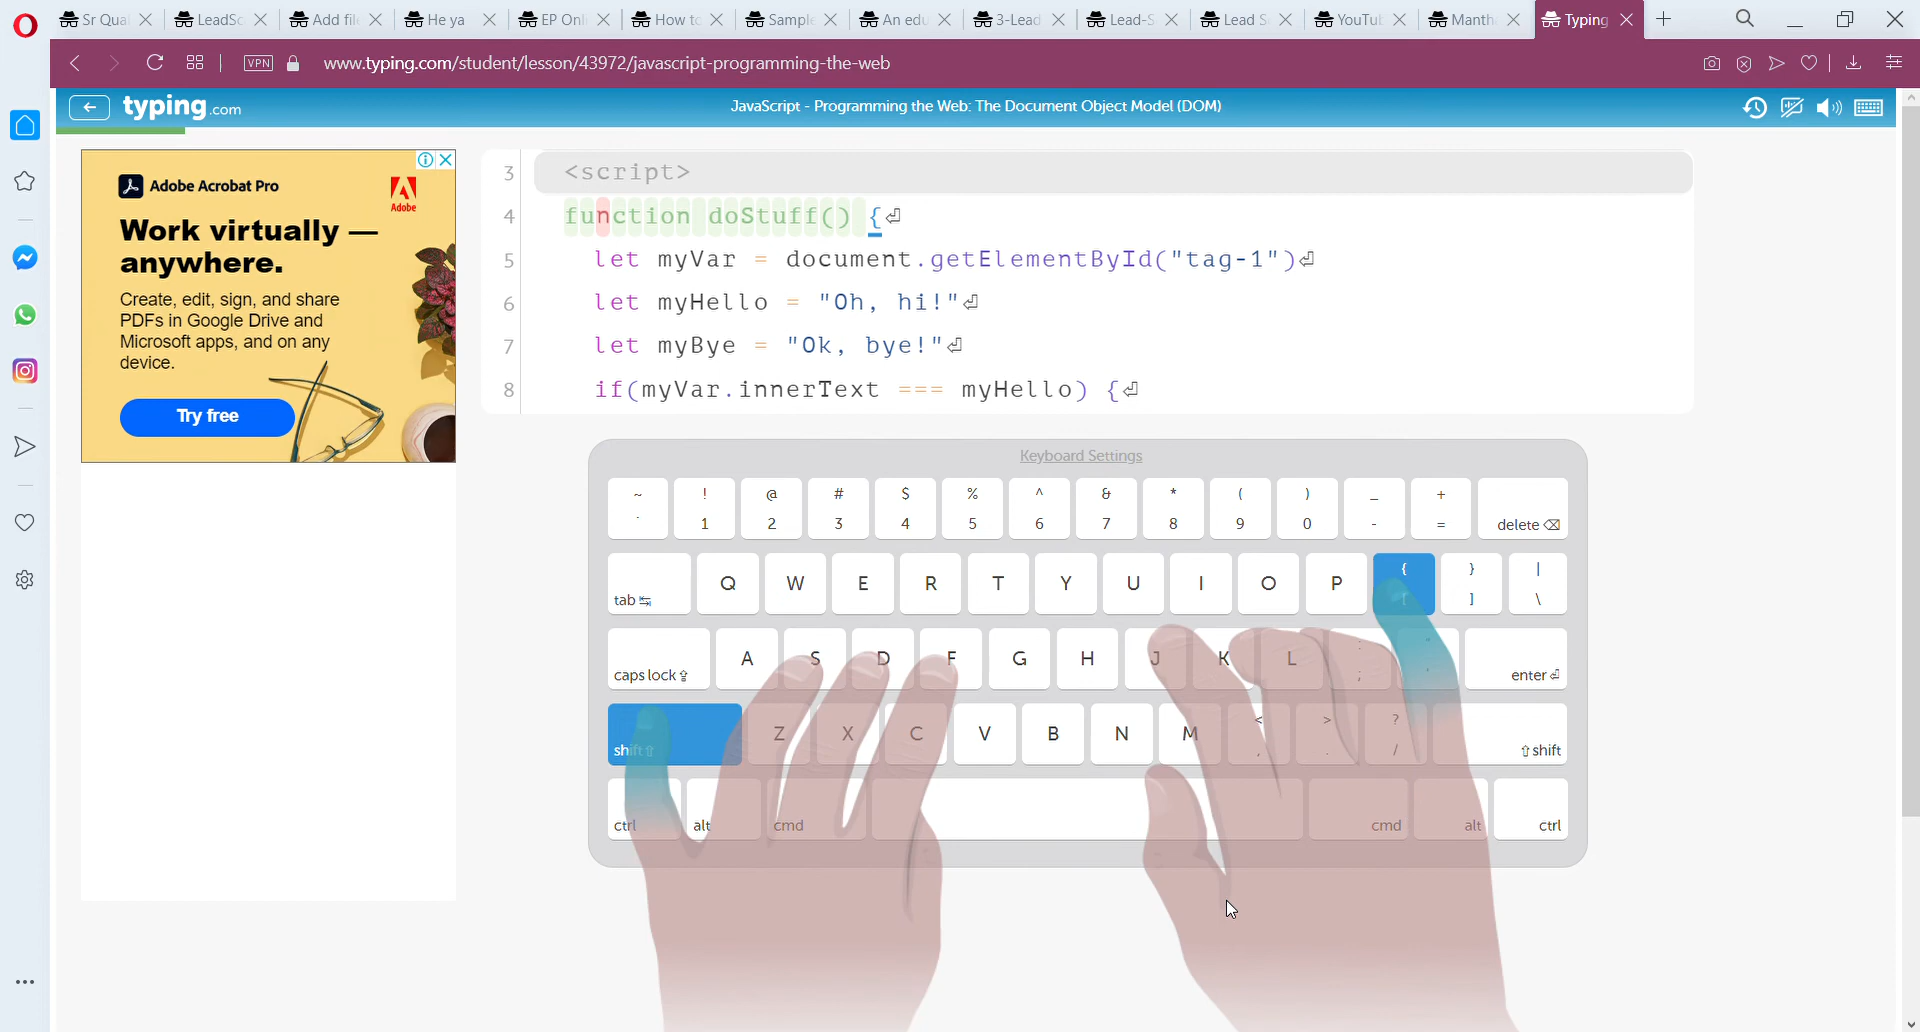 Sr Qual
LeadSc
Add file
He ya
EP Onli
How to
Sample
An edu
3-Lead
Lead-S
Lead S
YouTub
Manth
Typing
VPN
www.typing.com/student/lesson/43972/javascript-programming-the-web
typing.com
JavaScript - Programming the Web: The Document Object Model (DOM)
Adobe Acrobat Pro
Adobe
Work virtually —
anywhere.
Create, edit, sign, and share
PDFs in Google Drive and
Microsoft apps, and on any
device.
Try free
3 <script>
4 function doStuff() {⏎
5 let myVar = document.getElementById("tag-1")⏎
6 let myHello = "Oh, hi!"⏎
7 let myBye = "Ok, bye!"⏎
8 if(myVar.innerText === myHello) {⏎
Keyboard Settings
~ ! @ # $ % ^ & * ( ) _ +
` 1 2 3 4 5 6 7 8 9 0 - = delete ⌫
tab Q W E R T Y U I O P { [ } ] | \
caps lock A S D F G H J K L : ; " ' enter ⏎
shift ⇧ Z X C V B N M < , > . ? / ⇧ shift
ctrl alt cmd cmd alt ctrl